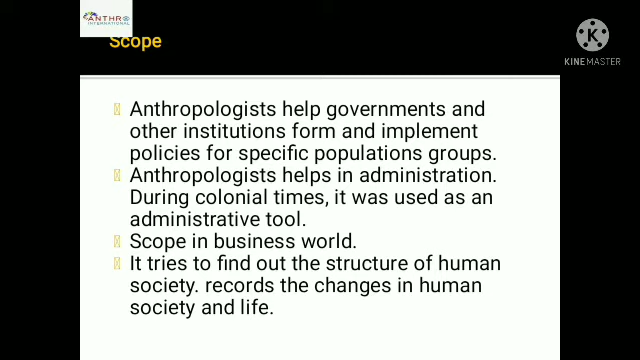 ANTHRO
INTERNATIONAL
Scope
K
KINEMASTER
Anthropologists help governments and
other institutions form and implement
policies for specific populations groups.
Anthropologists helps in administration.
During colonial times, it was used as an
administrative tool.
Scope in business world.
It tries to find out the structure of human
society. records the changes in human
society and life.